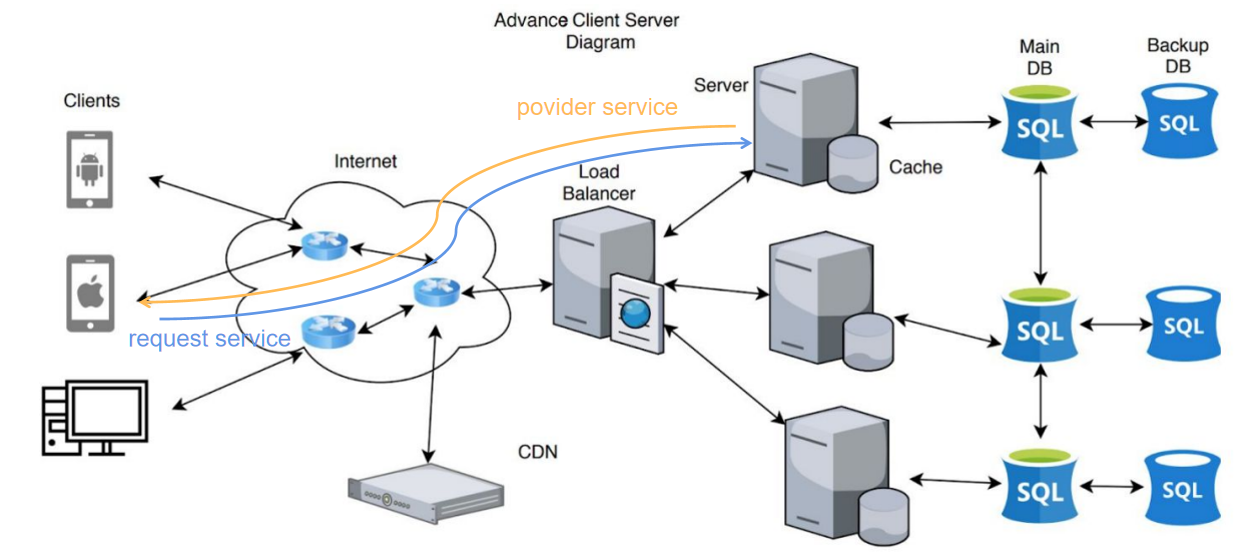 Advance Client Server
Diagram
Main
DB
Backup
DB
Server
Clients
povider service
SQL
SQL
Internet
Load
Balancer
Cache
request service
SQL
SQL
CDN
SQL
SQL